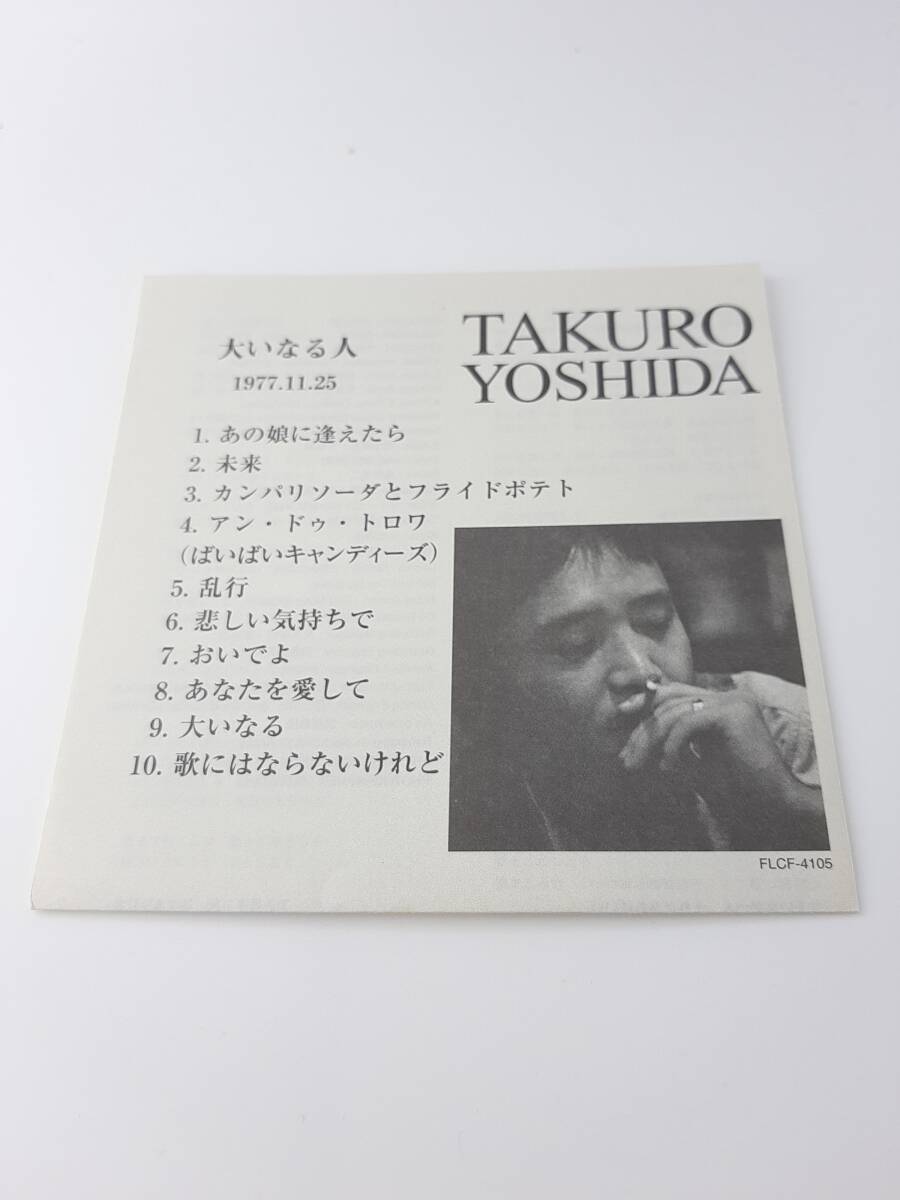 大いなる人
1977.11.25
TAKURO
YOSHIDA
1. あの娘に逢えたら
2. 未来
3. カンパリソーダとフライドポテト
4. アン・ドゥ・トロワ
(ばいばいキャンディーズ)
5. 乱行
6. 悲しい気持ちで
7. おいでよ
8. あなたを愛して
9. 大いなる
10. 歌にはならないけれど
FLCF-4105